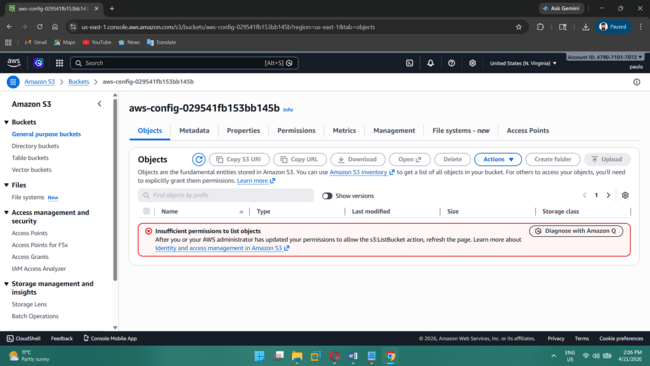 aws-config-029541fb153bb145b
Ask Gemini
us-east-1.console.aws.amazon.com/s3/buckets/aws-config-029541fb153bb145b?region=us-east-1&tab=objects
Paused
Gmail
Maps
YouTube
News
Translate
aws
Search
[Alt+S]
United States (N. Virginia)
Account ID: 6790-7101-7072
paulo
Amazon S3
Buckets
aws-config-029541fb153bb145b
Amazon S3
Buckets
General purpose buckets
Directory buckets
Table buckets
Vector buckets
Files
File systems New
Access management and
security
Access Points
Access Points for FSx
Access Grants
IAM Access Analyzer
Storage management and
insights
Storage Lens
Batch Operations
aws-config-029541fb153bb145b Info
Objects
Metadata
Properties
Permissions
Metrics
Management
File systems - new
Access Points
Objects
Copy S3 URI
Copy URL
Download
Open
Delete
Actions
Create folder
Upload
Objects are the fundamental entities stored in Amazon S3. You can use Amazon S3 inventory to get a list of all objects in your bucket. For others to access your objects, you'll need
to explicitly grant them permissions. Learn more
Find objects by prefix
Show versions
1
Name
Type
Last modified
Size
Storage class
Insufficient permissions to list objects
After you or your AWS administrator has updated your permissions to allow the s3:ListBucket action, refresh the page. Learn more about
Identity and access management in Amazon S3
Diagnose with Amazon Q
CloudShell
Feedback
Console Mobile App
© 2026, Amazon Web Services, Inc. or its affiliates.
Privacy
Terms
Cookie preferences
Partly sunny
ENG
US
2:06 PM
4/21/2026